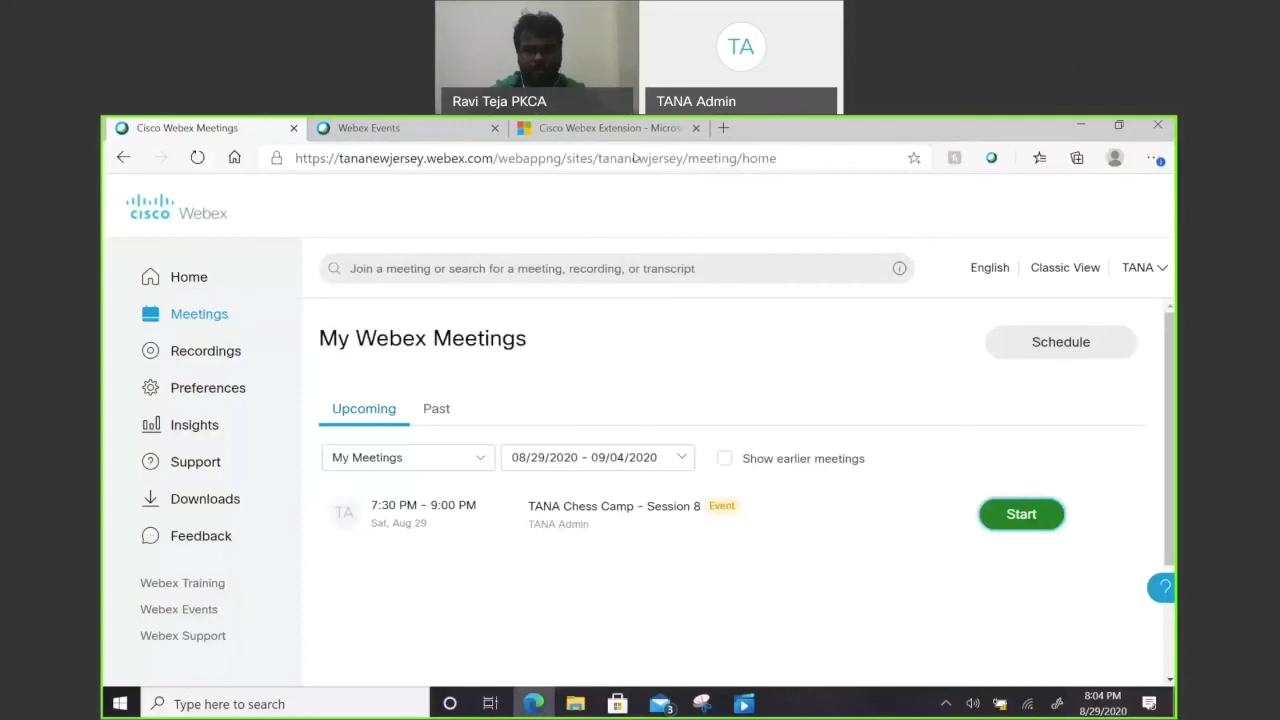 TA
Ravi Teja PKCA
TANA Admin
Cisco Webex Meetings
Webex Events
Cisco Webex Extension - Micros
https://tananewjersey.webex.com/webappng/sites/tananewjersey/meeting/home
CISCO Webex
Join a meeting or search for a meeting, recording, or transcript
English
Classic View
TANA
Home
Meetings
Recordings
Preferences
Insights
Support
Downloads
Feedback
Webex Training
Webex Events
Webex Support
My Webex Meetings
Schedule
Upcoming
Past
My Meetings
08/29/2020 - 09/04/2020
Show earlier meetings
TA
7:30 PM - 9:00 PM
Sat, Aug 29
TANA Chess Camp - Session 8
Event
TANA Admin
Start
?
Type here to search
3
8:04 PM
8/29/2020